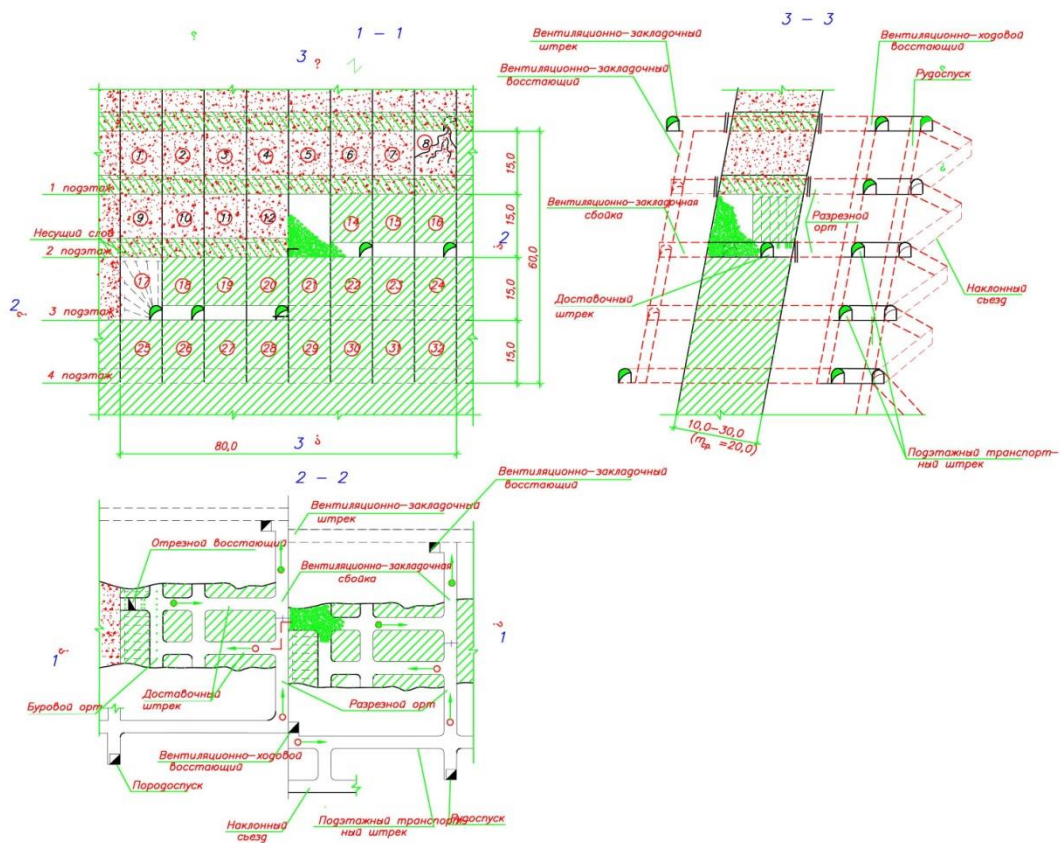 1 – 1
3 – 3
Вентиляционно–закладочный
штрек
Вентиляционно–закладочный
восстающий
Вентиляционно–ходовой
восстающий
Рудоспуск
3 ?
?
1
2
3
4
5
6
7
8
1 подэтаж
15,0
9
10
11
12
14
15
16
Несущий слой
2 подэтаж
15,0
2
60,0
Вентиляционно–закладочная
сбойка
Разрезной
орт
17
18
19
20
21
22
23
24
2
3 подэтаж
15,0
Доставочный
штрек
Наклонный
съезд
25
26
27
28
29
30
31
32
4 подэтаж
15,0
80,0
3
10,0–30,0
(mср. =20,0)
Подэтажный транспорт–
ный штрек
2 – 2
Вентиляционно–закладочный
восстающий
Вентиляционно–закладочный
штрек
Отрезной восстающий
Вентиляционно–закладочная
сбойка
1
1
Буровой орт
Доставочный
штрек
Разрезной орт
Вентиляционно–ходовой
восстающий
Породоспуск
Наклонный
съезд
Подэтажный транспорт
ный штрек
Рудоспуск